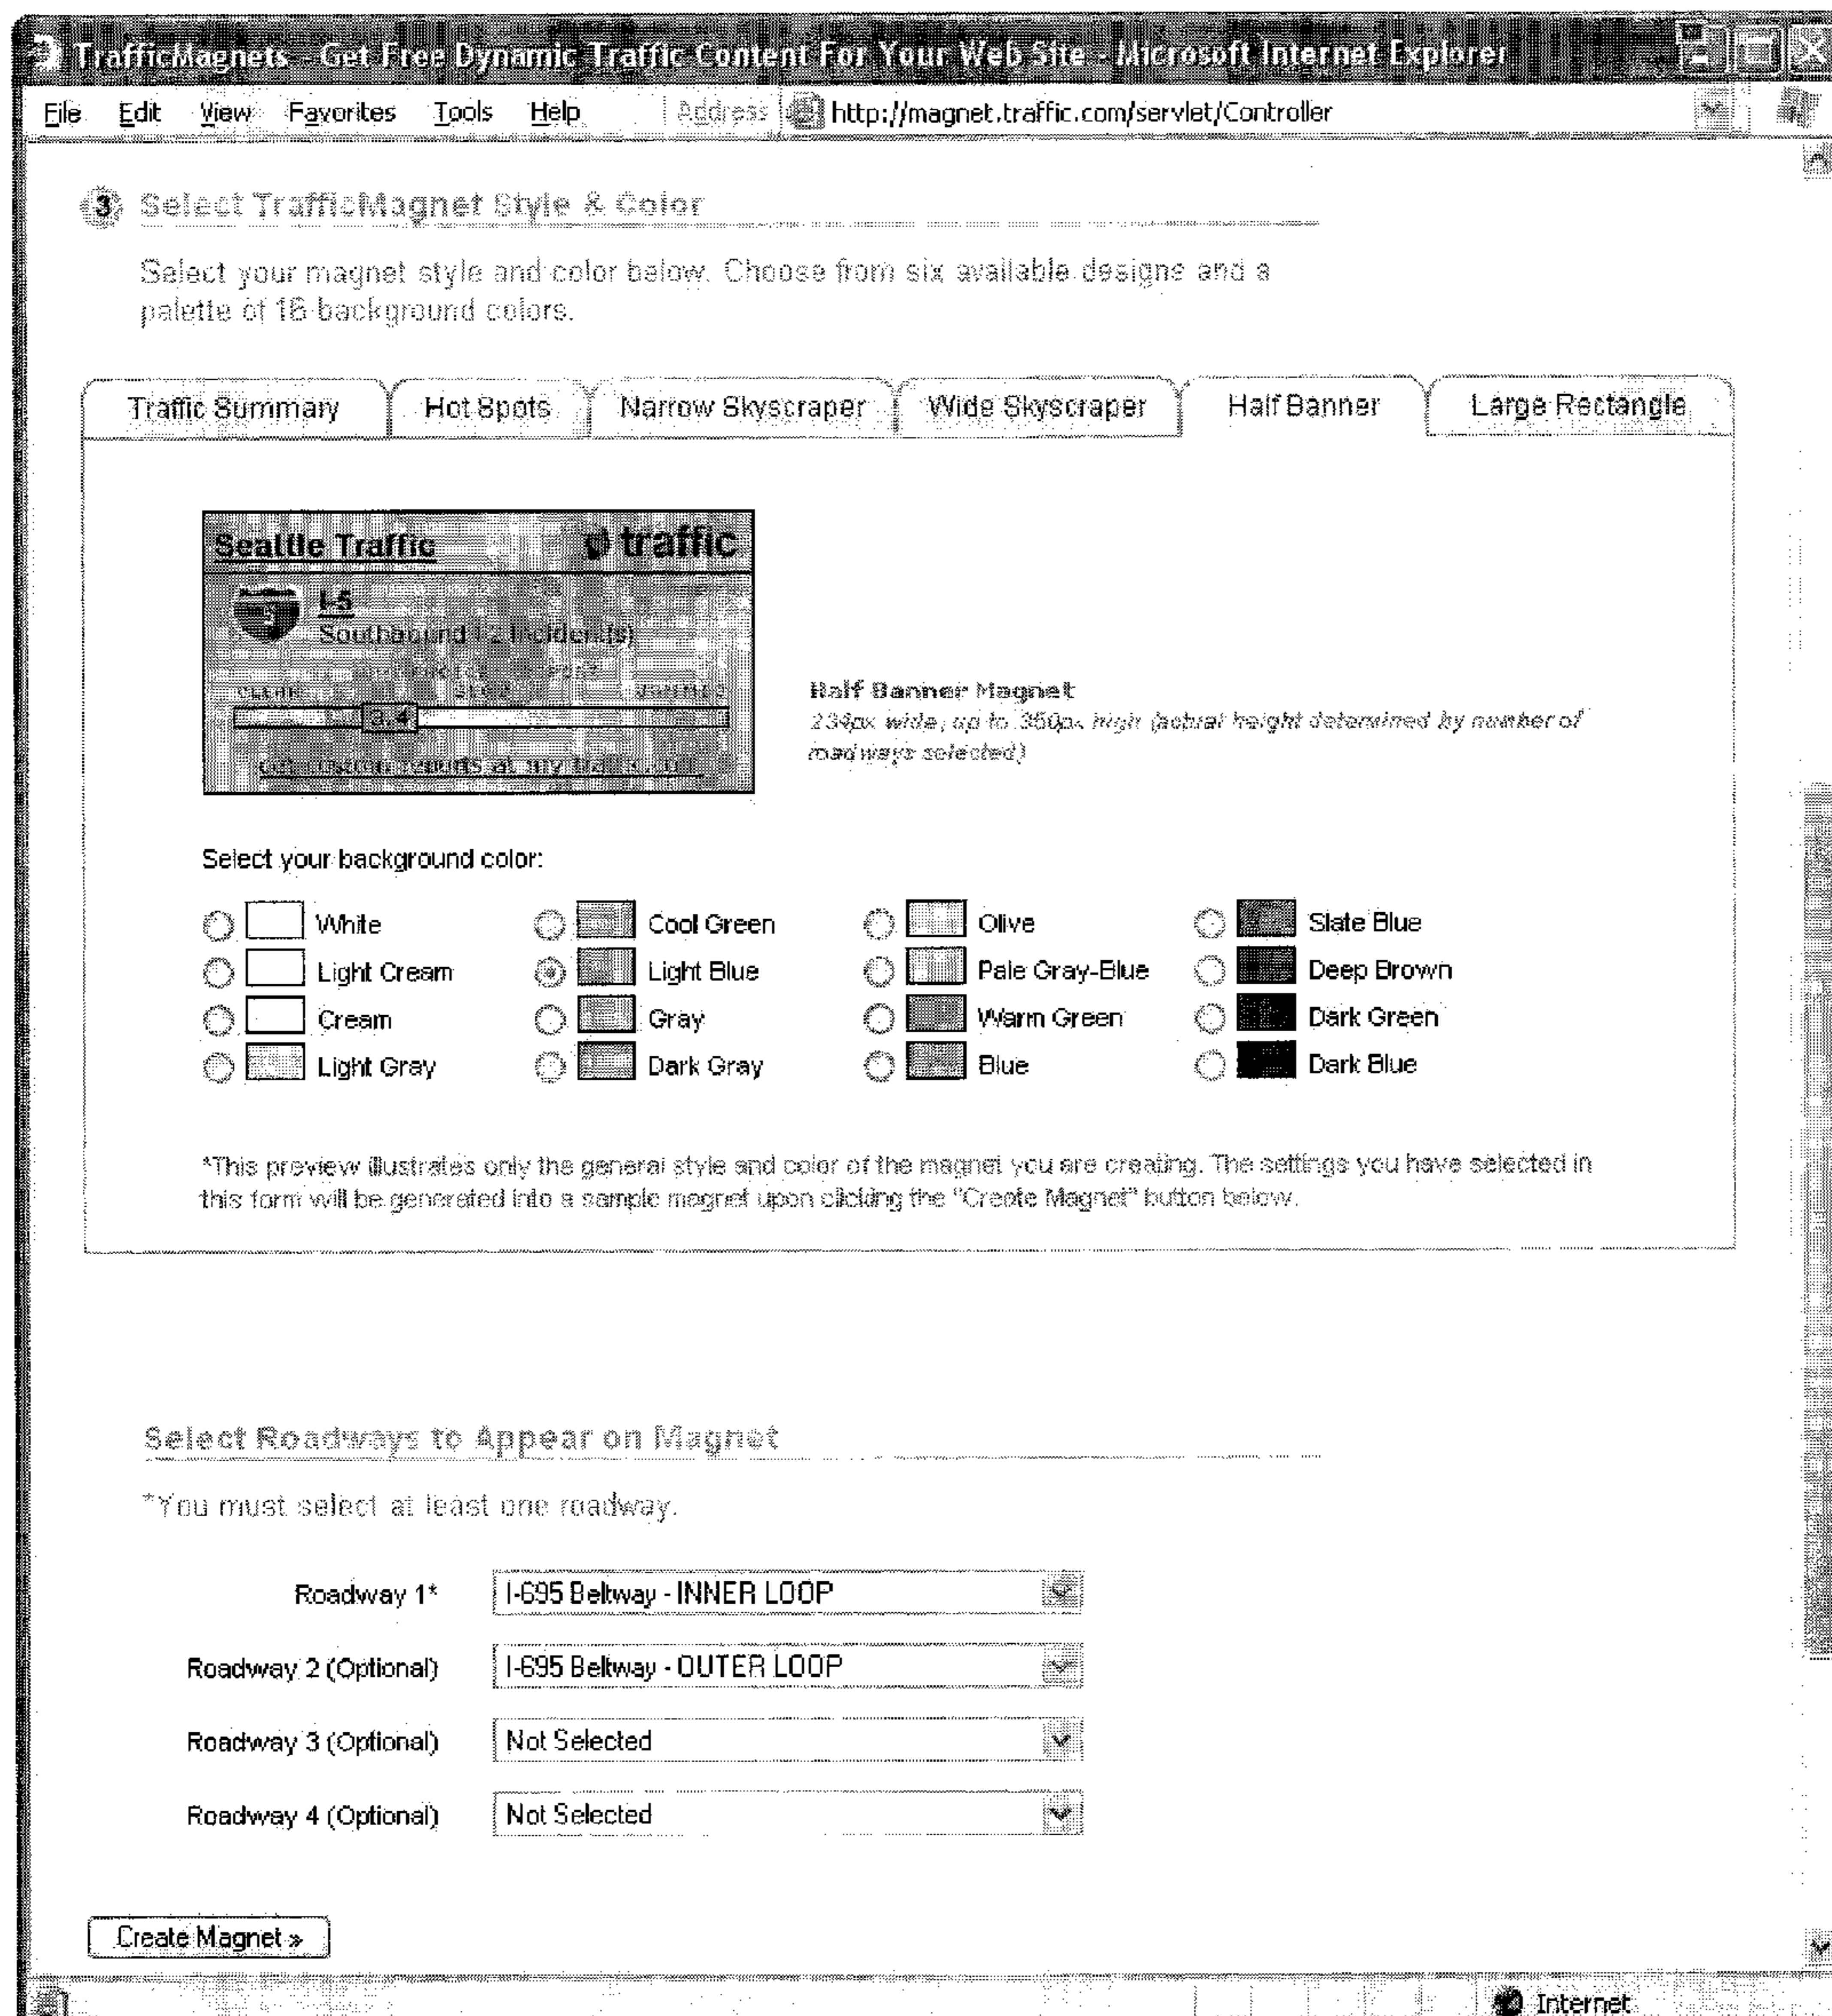 TrafficMagnets - Get Free Dynamic Traffic Content For Your Web Site - Microsoft Internet Explorer
File Edit View Favorites Tools Help Address http://magnet.traffic.com/servlet/Controller
3 Select TrafficMagnet Style & Color
Select your magnet style and color below. Choose from six available designs and a
palette of 16 background colors.
Traffic Summary Hot Spots Narrow Skyscraper Wide Skyscraper Half Banner Large Rectangle
Seattle Traffic traffic
5 I-5
Southbound 12 Incident(s)
CLEAR SLOW JAMMED
3.4
Half Banner Magnet
234px wide, up to 350px high (actual height determined by number of
roadways selected)
Select your background color:
White Cool Green Olive Slate Blue
Light Cream Light Blue Pale Gray-Blue Deep Brown
Cream Gray Warm Green Dark Green
Light Gray Dark Gray Blue Dark Blue
*This preview illustrates only the general style and color of the magnet you are creating. The settings you have selected in
this form will be generated into a sample magnet upon clicking the "Create Magnet" button below.
Select Roadways to Appear on Magnet
*You must select at least one roadway.
Roadway 1* I-695 Beltway - INNER LOOP
Roadway 2 (Optional) I-695 Beltway - OUTER LOOP
Roadway 3 (Optional) Not Selected
Roadway 4 (Optional) Not Selected
Create Magnet »
Internet